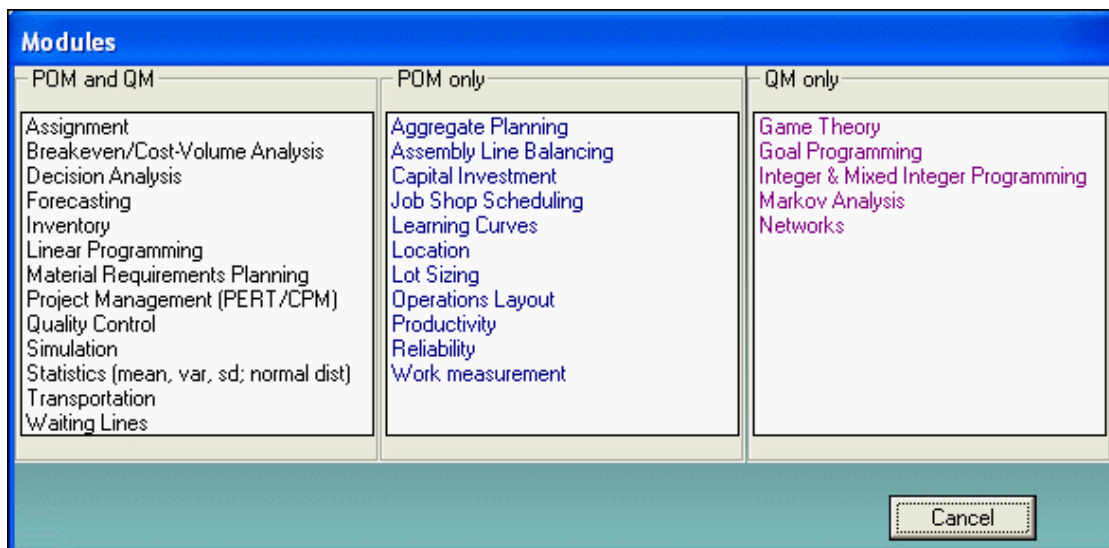 Modules
POM and QM
Assignment
Breakeven/Cost-Volume Analysis
Decision Analysis
Forecasting
Inventory
Linear Programming
Material Requirements Planning
Project Management (PERT/CPM)
Quality Control
Simulation
Statistics (mean, var, sd; normal dist)
Transportation
Waiting Lines
POM only
Aggregate Planning
Assembly Line Balancing
Capital Investment
Job Shop Scheduling
Learning Curves
Location
Lot Sizing
Operations Layout
Productivity
Reliability
Work measurement
QM only
Game Theory
Goal Programming
Integer & Mixed Integer Programming
Markov Analysis
Networks
Cancel